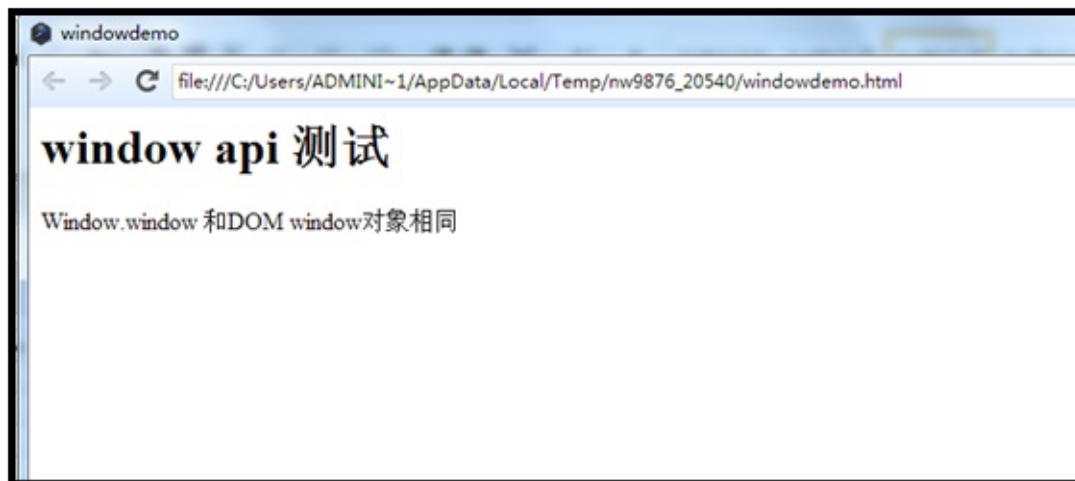 windowdemo
file:///C:/Users/ADMINI~1/AppData/Local/Temp/nw9876_20540/windowdemo.html
window api 测试
Window.window 和DOM window对象相同